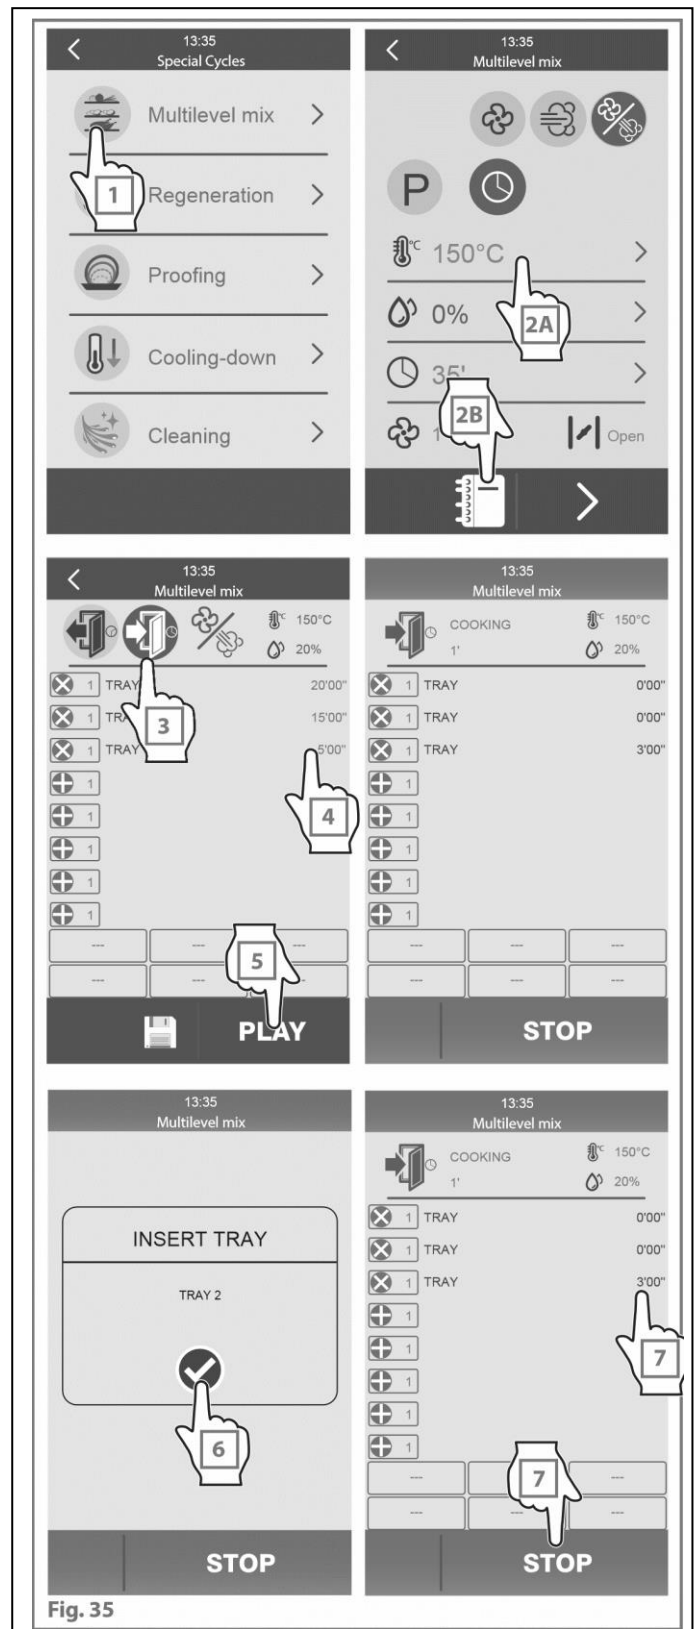 13:35
Special Cycles
Multilevel mix
1
Regeneration
Proofing
Cooling-down
Cleaning
13:35
Multilevel mix
P
°C 150°C
2A
0%
35'
2B
1
Open
13:35
Multilevel mix
°C 150°C
20%
1 TRAY 20'00"
1 TRAY 15'00"
3
1 TRAY 5'00"
1
4
1
1
1
1
--- --- ---
5
--- --- ---
PLAY
13:35
Multilevel mix
COOKING °C 150°C
1' 20%
1 TRAY 0'00"
1 TRAY 0'00"
1 TRAY 3'00"
1
1
1
1
1
--- --- ---
--- --- ---
STOP
13:35
Multilevel mix
INSERT TRAY
TRAY 2
6
STOP
13:35
Multilevel mix
COOKING °C 150°C
1' 20%
1 TRAY 0'00"
1 TRAY 0'00"
1 TRAY 3'00"
1
1
7
1
1
1
--- --- ---
7
--- --- ---
STOP
Fig. 35